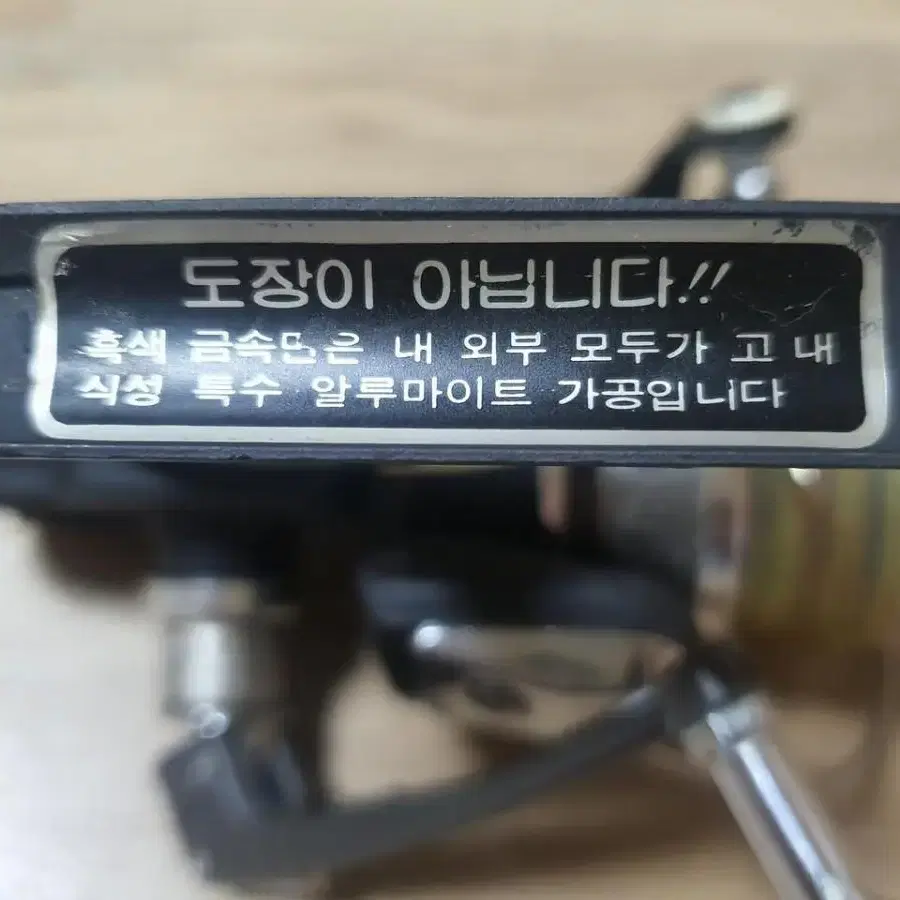 도장이 아닙니다!!
흑색 금속면은 내 외부 모두가 고 내
식성 특수 알루마이트 가공입니다